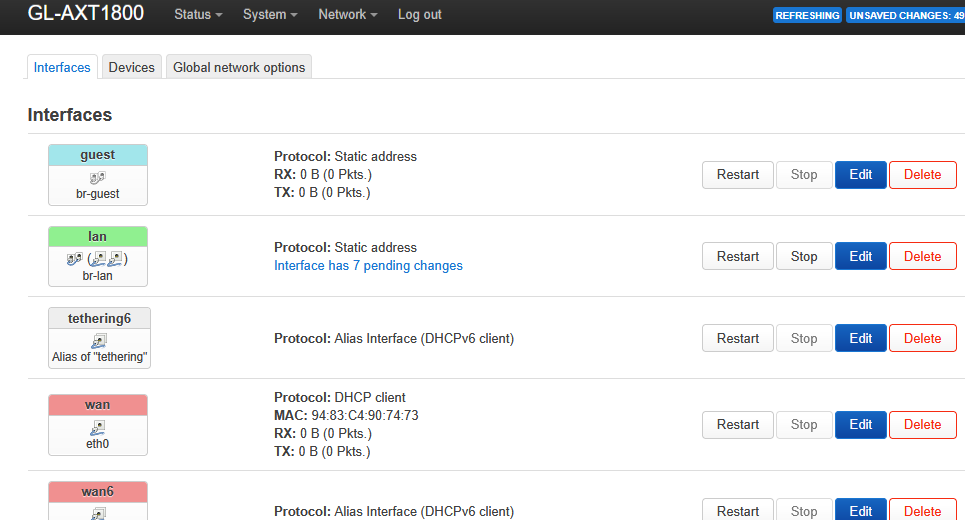 GL-AXT1800 Status System Network Log out REFRESHING UNSAVED CHANGES: 49
Interfaces Devices Global network options
Interfaces
guest
br-guest
Protocol: Static address
RX: 0 B (0 Pkts.)
TX: 0 B (0 Pkts.)
Restart Stop Edit Delete
lan
( )
br-lan
Protocol: Static address
Interface has 7 pending changes
Restart Stop Edit Delete
tethering6
Alias of "tethering"
Protocol: Alias Interface (DHCPv6 client)
Restart Stop Edit Delete
wan
eth0
Protocol: DHCP client
MAC: 94:83:C4:90:74:73
RX: 0 B (0 Pkts.)
TX: 0 B (0 Pkts.)
Restart Stop Edit Delete
wan6
Protocol: Alias Interface (DHCPv6 client)
Restart Stop Edit Delete